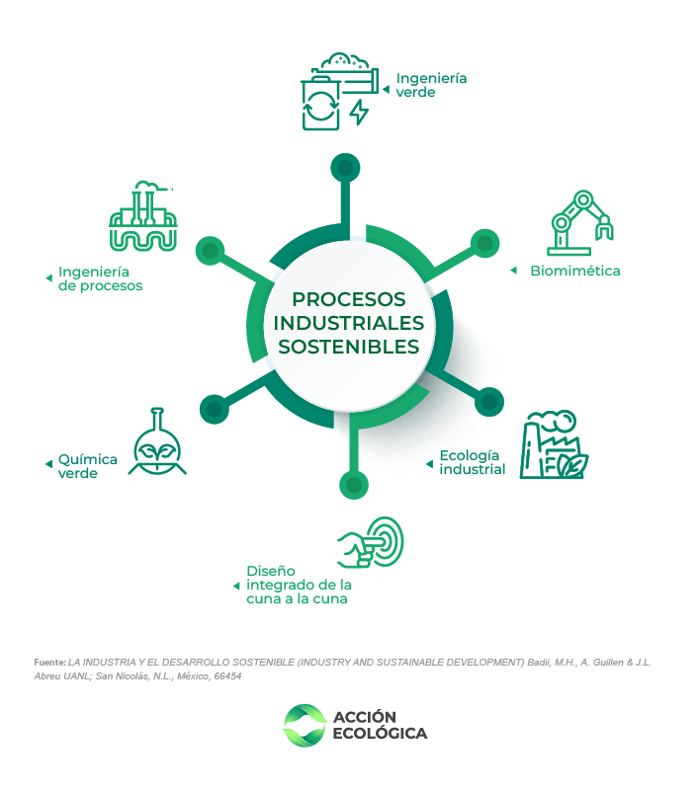 Ingeniería
verde
Ingeniería
de procesos
Biomimética
PROCESOS
INDUSTRIALES
SOSTENIBLES
Química
verde
Ecología
industrial
Diseño
integrado de la
cuna a la cuna
Fuente: LA INDUSTRIA Y EL DESARROLLO SOSTENIBLE (INDUSTRY AND SUSTAINABLE DEVELOPMENT) Badii, M.H., A. Guillen & J.L.
Abreu UANL; San Nicolás, N.L., México, 66454
ACCIÓN
ECOLÓGICA